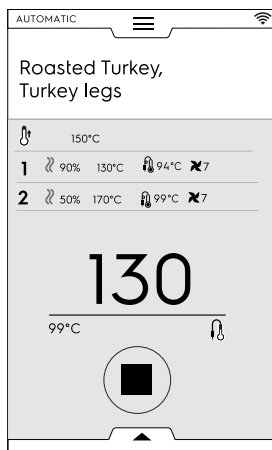 AUTOMATIC
Roasted Turkey,
Turkey legs
150°C
1 90% 130°C 94°C 7
2 50% 170°C 99°C 7
130
99°C